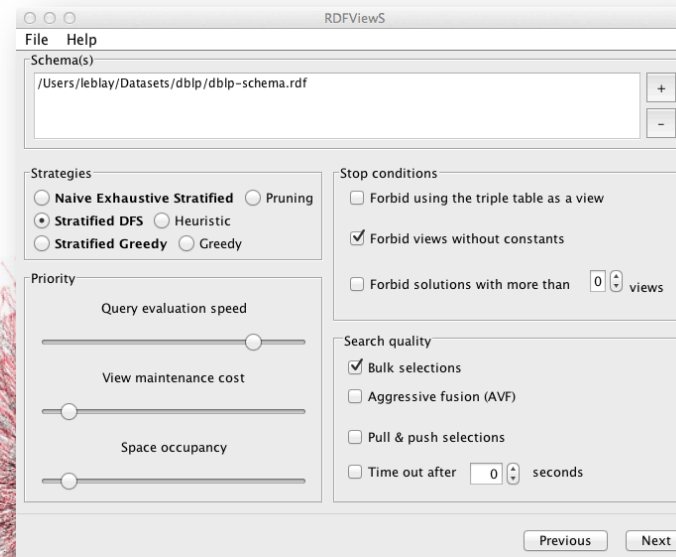 RDFViewS
File Help
Schema(s)
/Users/leblay/Datasets/dblp/dblp-schema.rdf
+
-
Strategies
Naive Exhaustive Stratified Pruning
Stratified DFS Heuristic
Stratified Greedy Greedy
Priority
Query evaluation speed
View maintenance cost
Space occupancy
Stop conditions
Forbid using the triple table as a view
Forbid views without constants
Forbid solutions with more than 0 views
Search quality
Bulk selections
Aggressive fusion (AVF)
Pull & push selections
Time out after 0 seconds
Previous Next